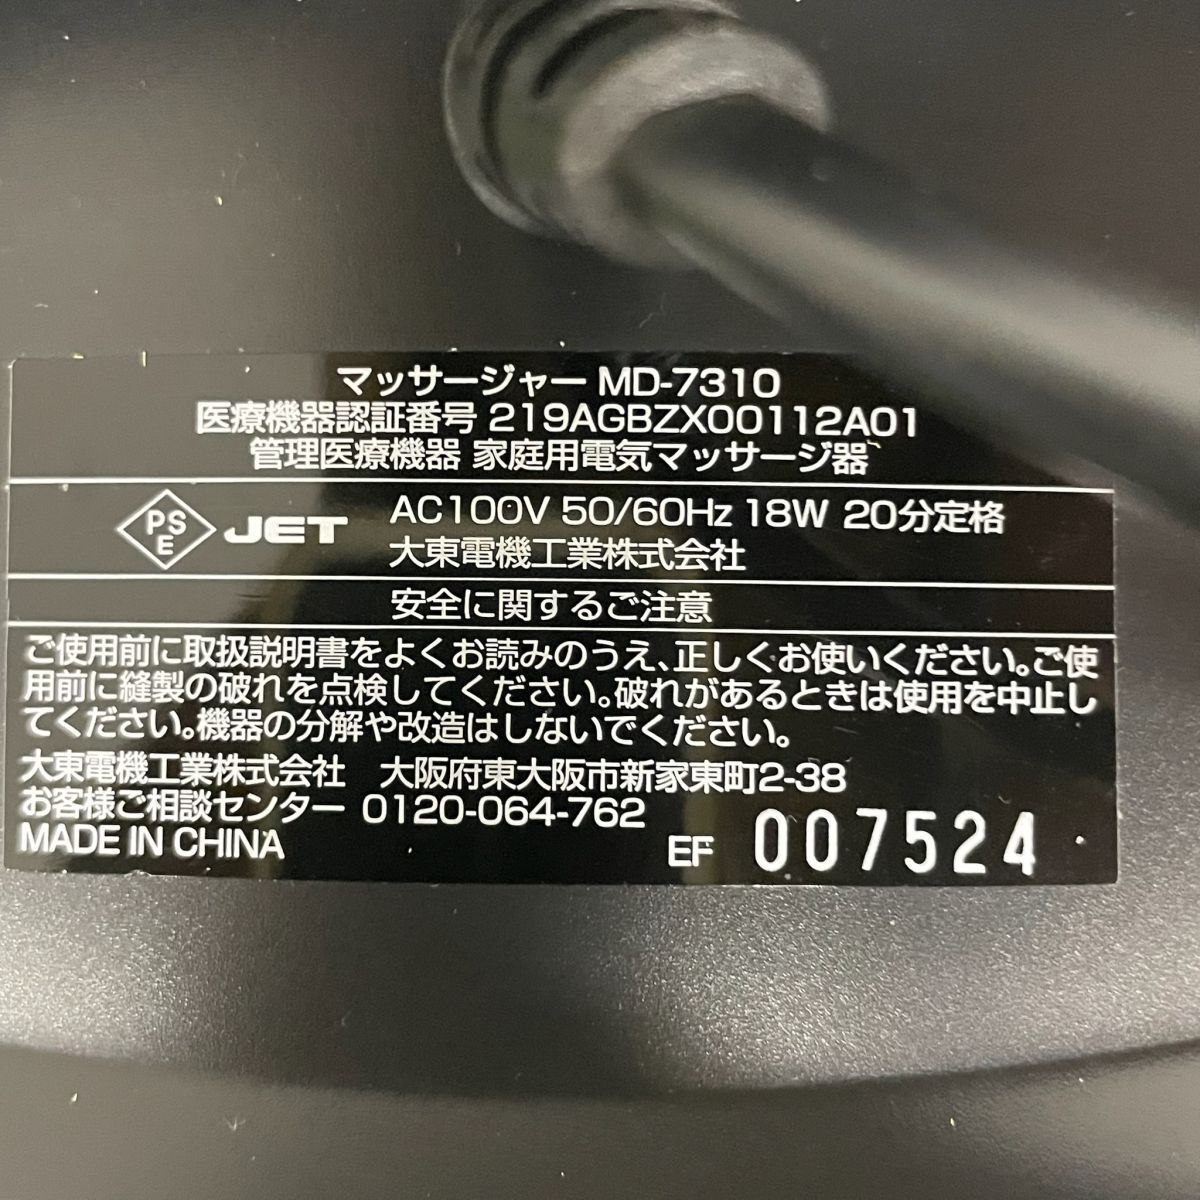 マッサージャー MD-7310
医療機器認証番号 219AGBZX00112A01
管理医療機器 家庭用電気マッサージ器
PS
E
JET
AC100V 50/60Hz 18W 20分定格
大東電機工業株式会社
安全に関するご注意
ご使用前に取扱説明書をよくお読みのうえ、正しくお使いください。ご使
用前に縫製の破れを点検してください。破れがあるときは使用を中止し
てください。機器の分解や改造はしないでください。
大東電機工業株式会社 大阪府東大阪市新家東町2-38
お客様ご相談センター 0120-064-762
MADE IN CHINA
EF 007524